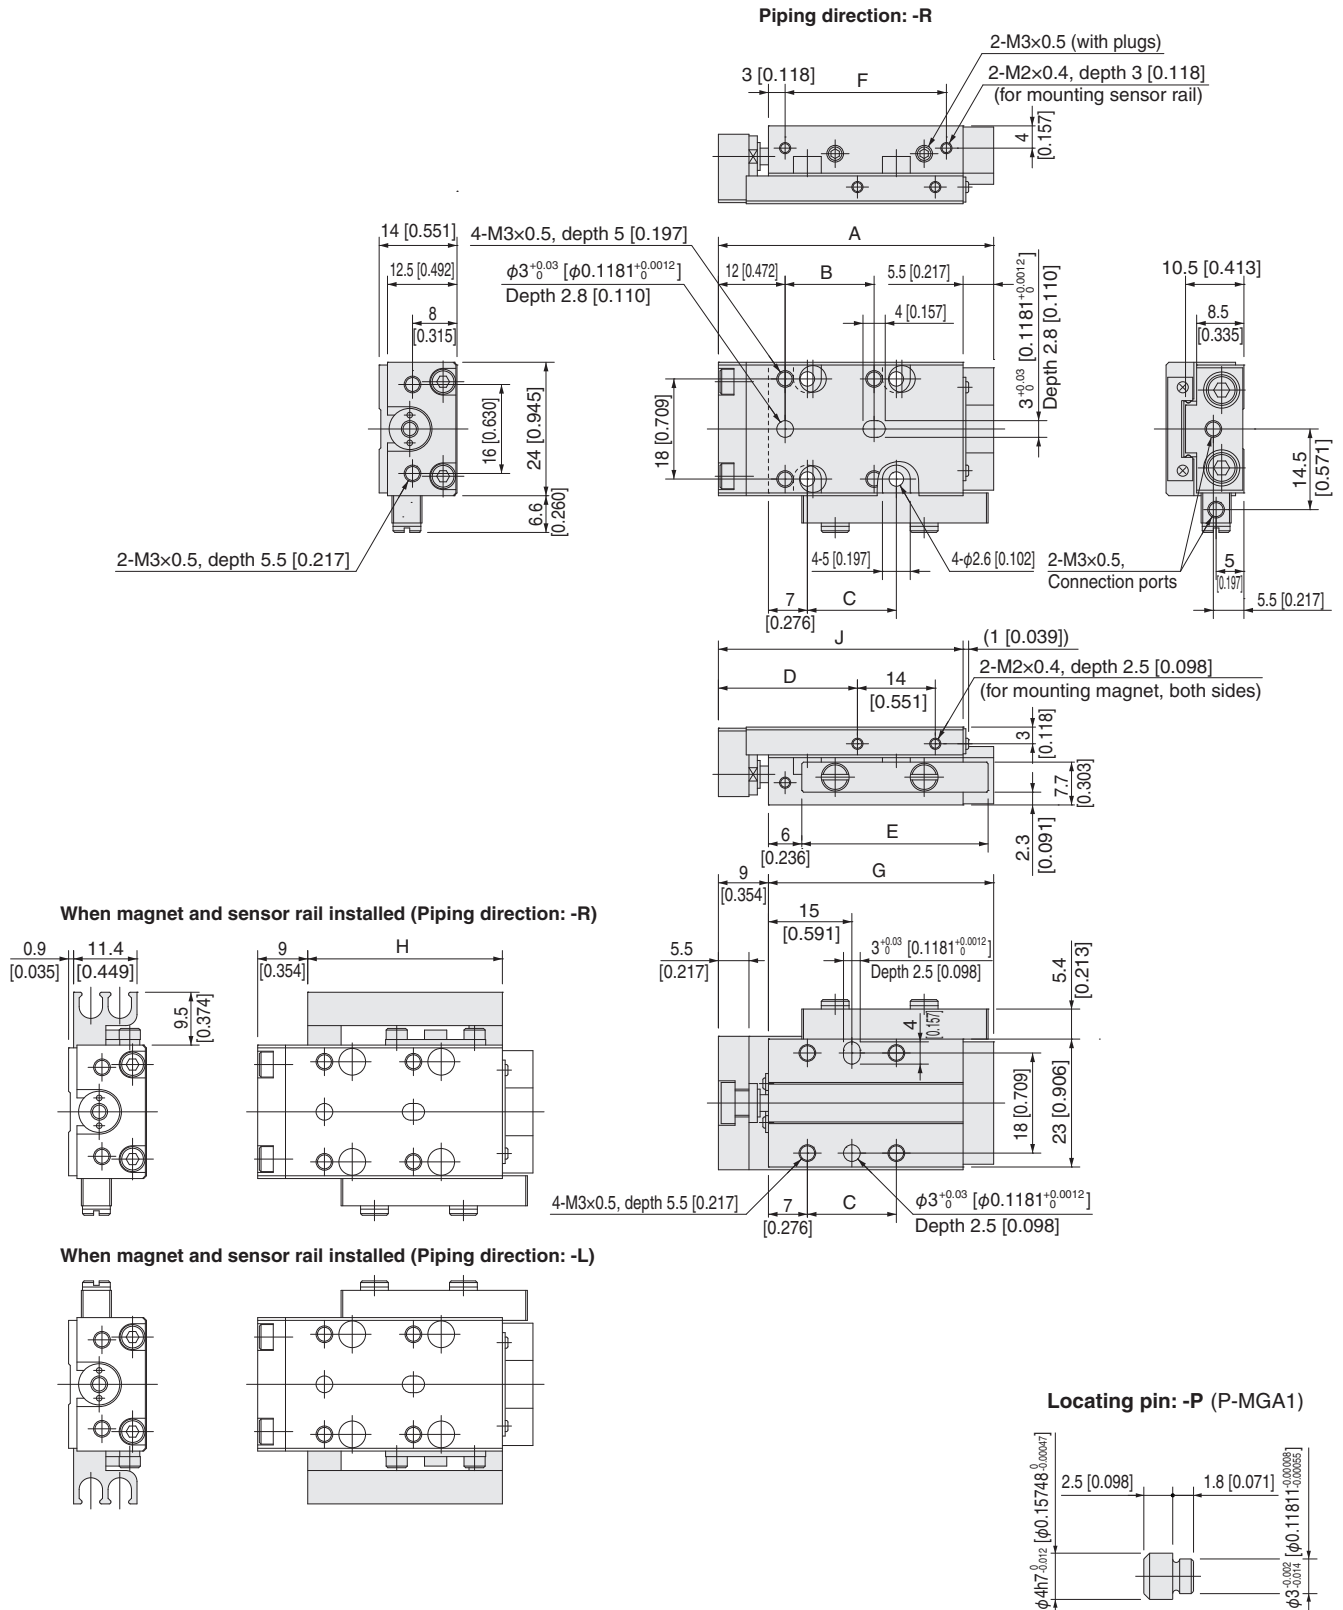 Piping direction: -R
2-M3×0.5 (with plugs)
3 [0.118]
F
2-M2×0.4, depth 3 [0.118]
(for mounting sensor rail)
4
[0.157]
14 [0.551]
4-M3×0.5, depth 5 [0.197]
A
12.5 [0.492]
ϕ3 +0.03 0 [ϕ0.1181 +0.0012 0]
Depth 2.8 [0.110]
12 [0.472]
B
5.5 [0.217]
3 +0.03 0 [0.1181 +0.0012 0]
Depth 2.8 [0.110]
10.5 [0.413]
8
[0.315]
4 [0.157]
8.5
[0.335]
18 [0.709]
16 [0.630]
24 [0.945]
6.6
[0.260]
14.5
[0.571]
2-M3×0.5, depth 5.5 [0.217]
4-5 [0.197]
4-ϕ2.6 [0.102]
2-M3×0.5,
Connection ports
5
[0.197]
7
[0.276]
C
5.5 [0.217]
J
(1 [0.039])
D
14
[0.551]
2-M2×0.4, depth 2.5 [0.098]
(for mounting magnet, both sides)
3
[0.118]
7.7
[0.303]
2.3
[0.091]
6
[0.236]
E
9
[0.354]
G
When magnet and sensor rail installed (Piping direction: -R)
15
[0.591]
0.9
[0.035]
11.4
[0.449]
9
[0.354]
H
5.5
[0.217]
3 +0.03 0 [0.1181 +0.0012 0]
Depth 2.5 [0.098]
5.4
[0.213]
9.5
[0.374]
4
[0.157]
18 [0.709]
23 [0.906]
4-M3×0.5, depth 5.5 [0.217]
7
[0.276]
C
ϕ3 +0.03 0 [ϕ0.1181 +0.0012 0]
Depth 2.5 [0.098]
When magnet and sensor rail installed (Piping direction: -L)
Locating pin: -P (P-MGA1)
2.5 [0.098]
1.8 [0.071]
ϕ4h7 0 -0.012 [ϕ0.15748 0 -0.00047]
ϕ3 -0.002 -0.014 [ϕ0.11811 -0.00008 -0.00055]